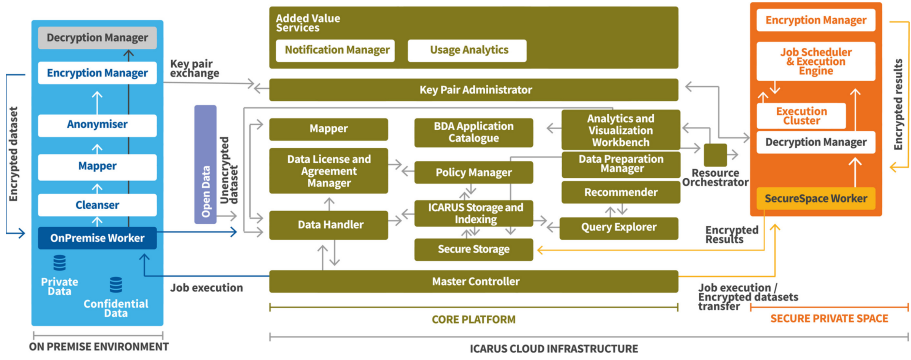 Decryption Manager
Encryption Manager
Anonymiser
Mapper
Cleanser
OnPremise Worker
Private
Data
Confidential
Data
Encrypted dataset
ON PREMISE ENVIRONMENT
Key pair
exchange
Open Data
Unencrypted
dataset
Job execution
Added Value
Services
Notification Manager
Usage Analytics
Key Pair Administrator
Mapper
BDA Application
Catalogue
Analytics and
Visualization
Workbench
Data License and
Agreement
Manager
Policy Manager
Data Preparation
Manager
Recommender
Data Handler
ICARUS Storage and
Indexing
Query Explorer
Secure Storage
Master Controller
CORE PLATFORM
Resource
Orchestrator
Encrypted
Results
Job execution /
Encrypted datasets
transfer
Encryption Manager
Job Scheduler
& Execution
Engine
Execution
Cluster
Decryption Manager
SecureSpace Worker
Encrypted results
SECURE PRIVATE SPACE
ICARUS CLOUD INFRASTRUCTURE